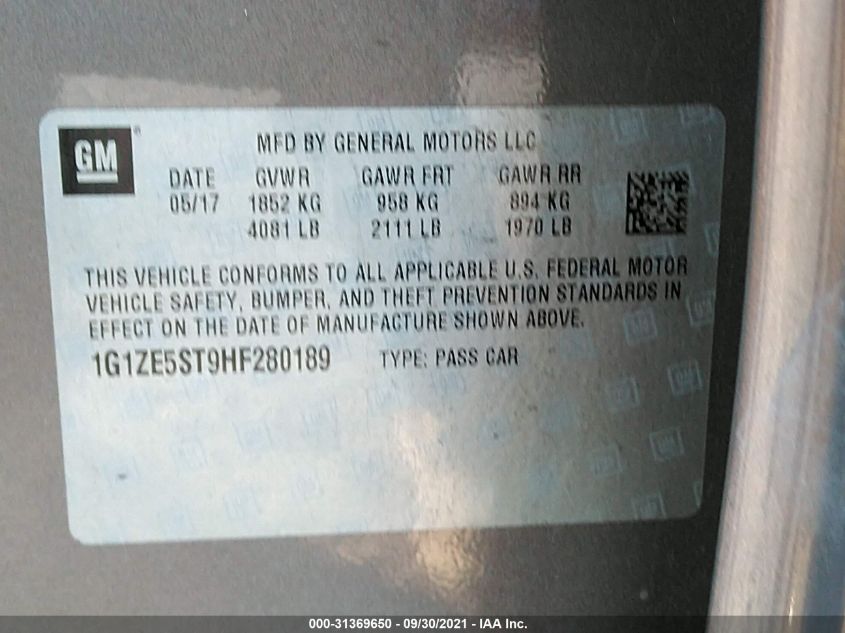 GM
MFD BY GENERAL MOTORS LLC
DATE GVWR GAWR FRT GAWR RR
05/17 1852 KG 958 KG 894 KG
4081 LB 2111 LB 1970 LB
THIS VEHICLE CONFORMS TO ALL APPLICABLE U.S. FEDERAL MOTOR
VEHICLE SAFETY, BUMPER, AND THEFT PREVENTION STANDARDS IN
EFFECT ON THE DATE OF MANUFACTURE SHOWN ABOVE.
1G1ZE5ST9HF280189 TYPE: PASS CAR
000-31369650 - 09/30/2021 - IAA Inc.